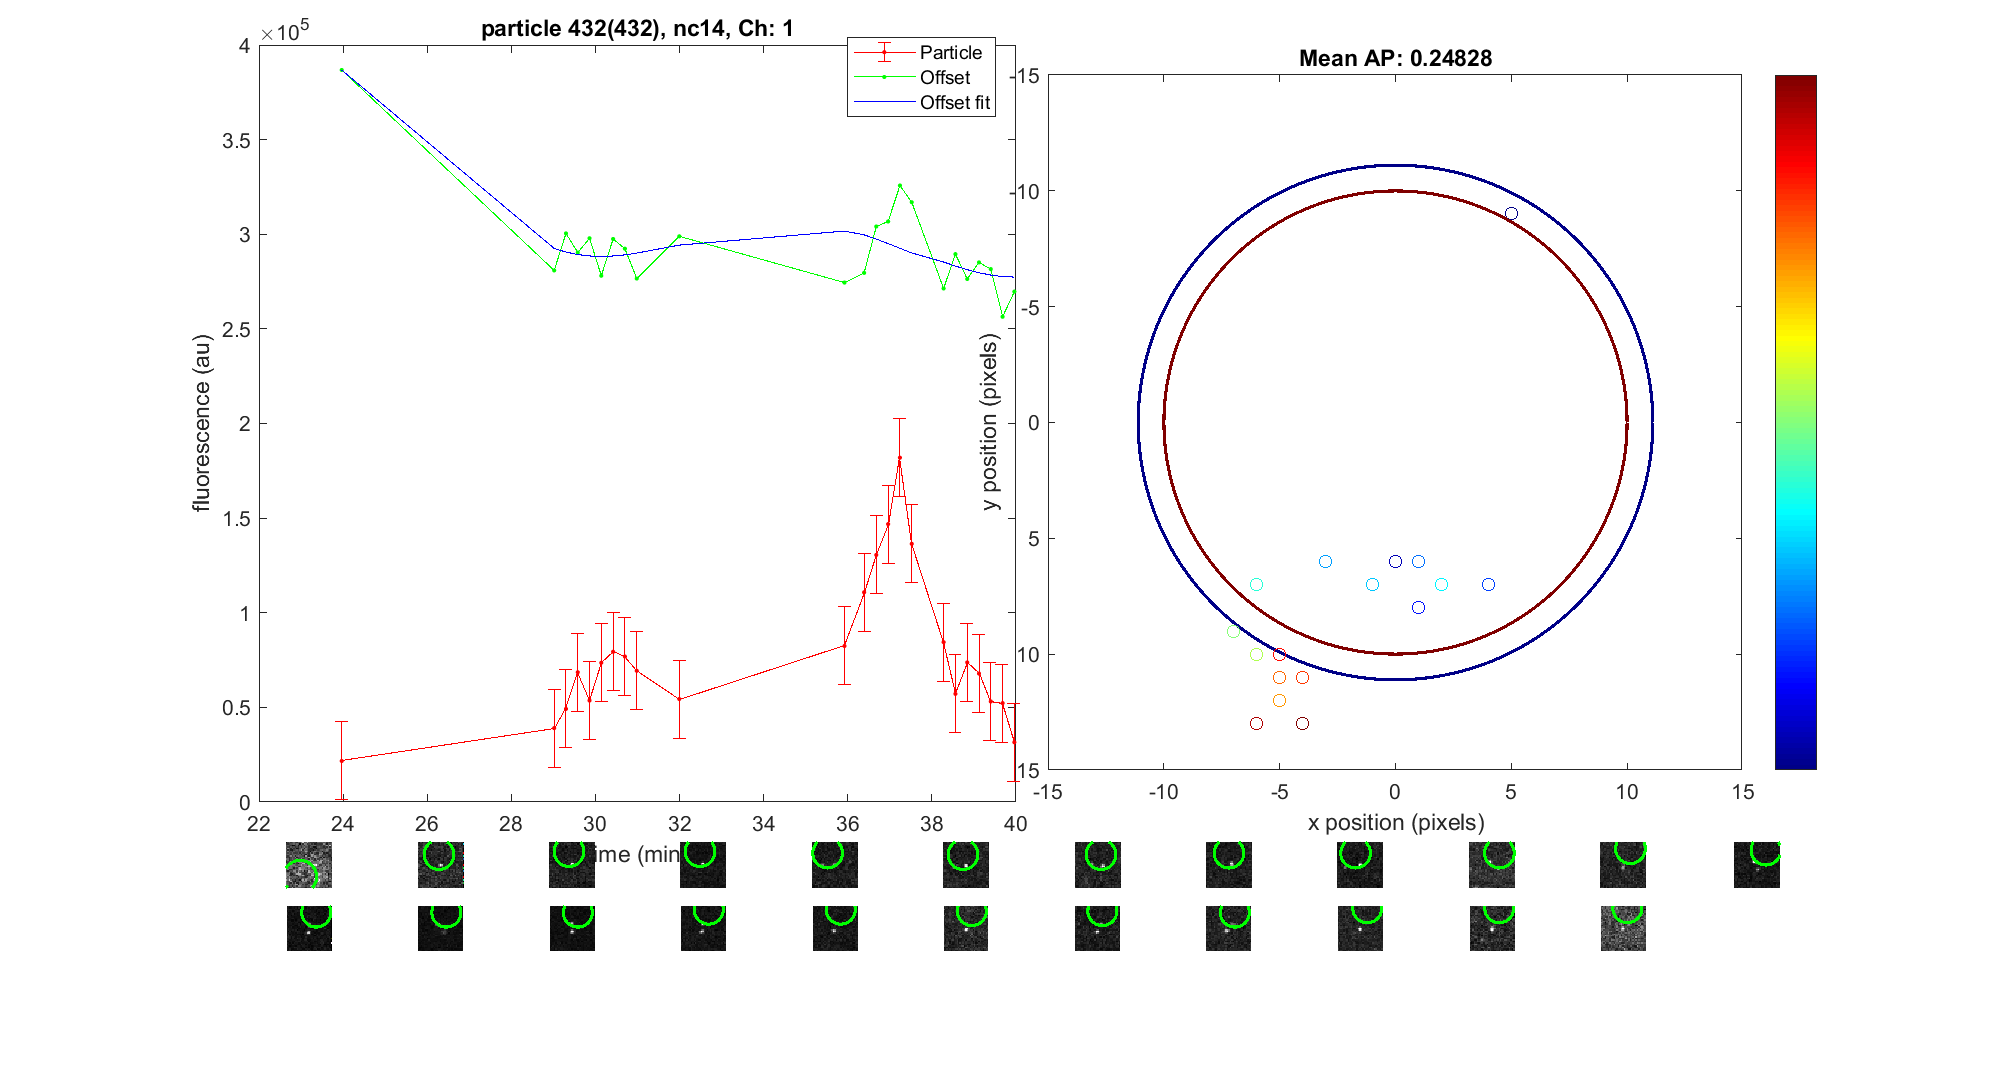 particle 432(432), nc14, Ch: 1
×10^5
Particle
Offset
Offset fit
4
3.5
3
2.5
2
1.5
1
0.5
0
fluorescence (au)
22 24 26 28 30 32 34 36 38 40
ime (min
Mean AP: 0.24828
-15
-10
-5
0
5
10
15
y position (pixels)
-15 -10 -5 0 5 10 15
x position (pixels)